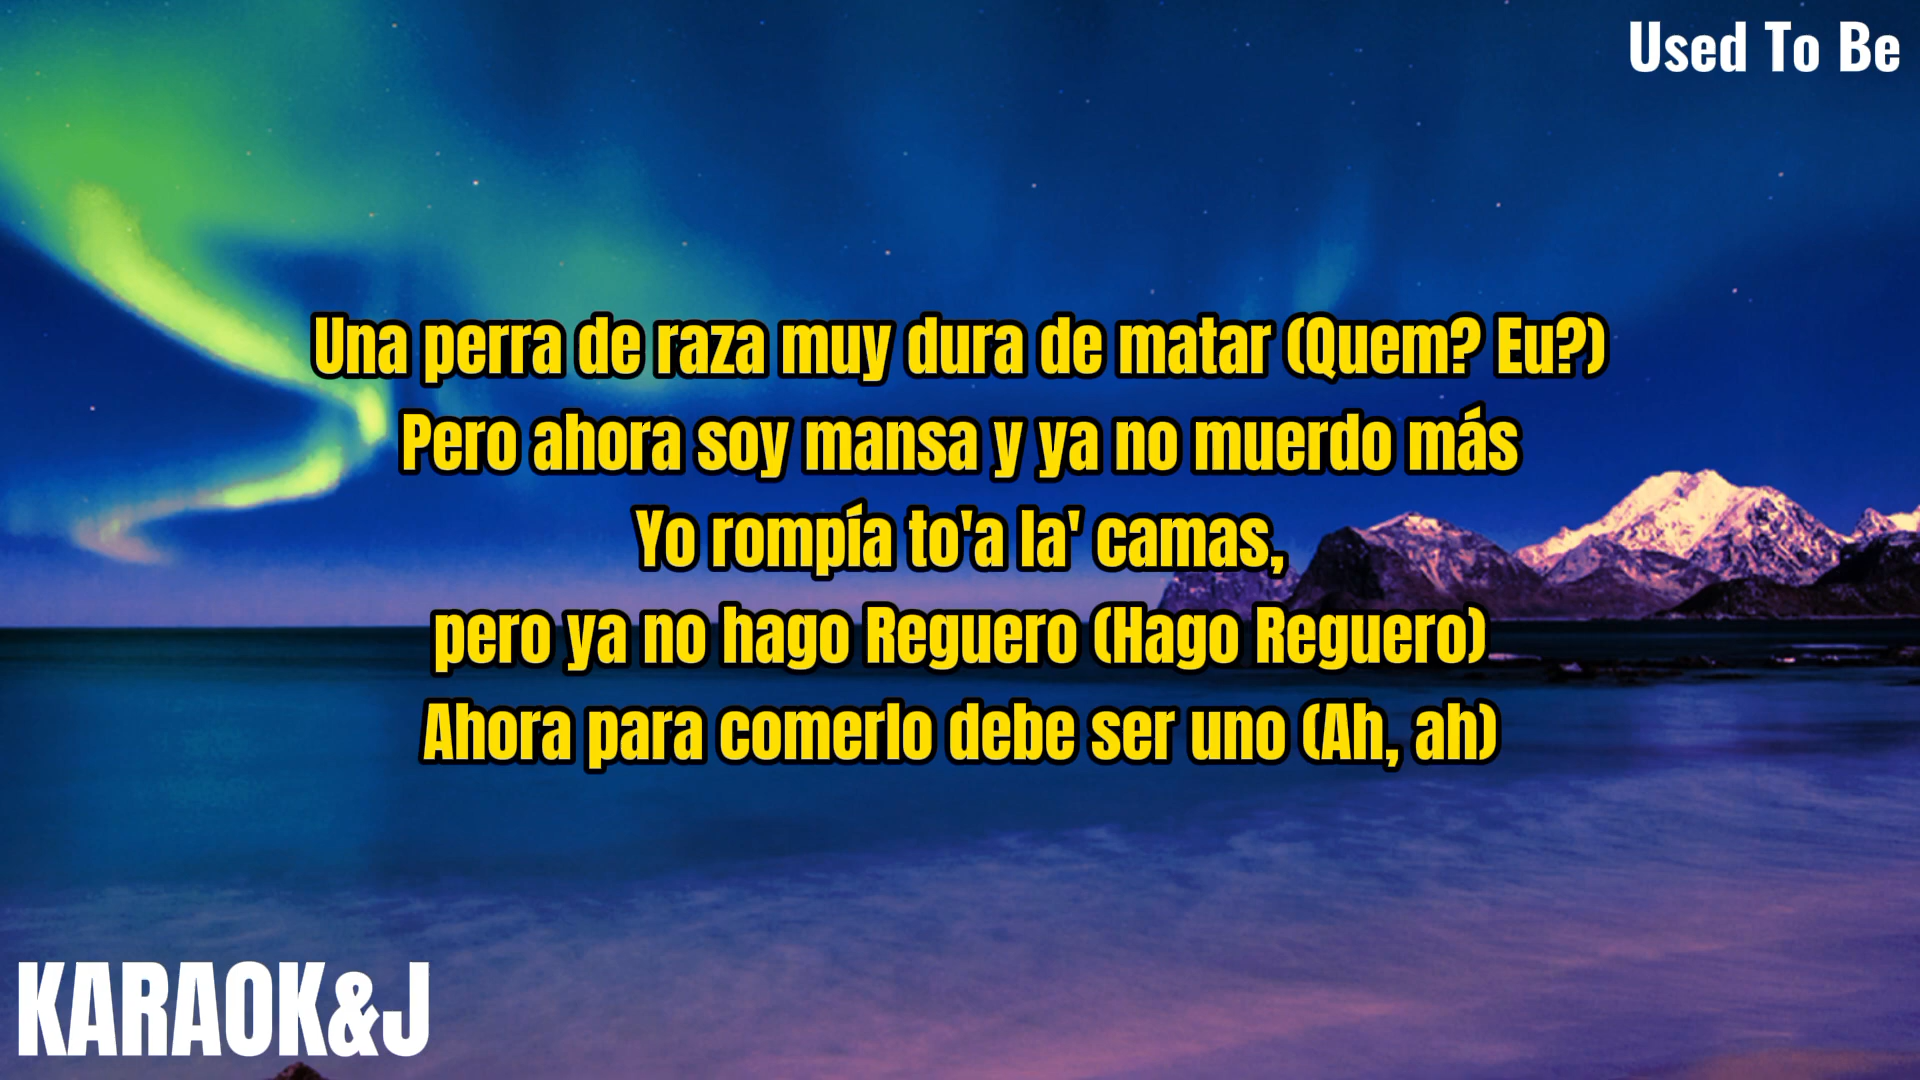 Used To Be
Una perra de raza muy dura de matar (Quem? Eu?)
Pero ahora soy mansa y ya no muerdo más
Yo rompía to'a la' camas,
pero ya no hago Reguero (Hago Reguero)
Ahora para comerlo debe ser uno (Ah, ah)
KARAOK&J